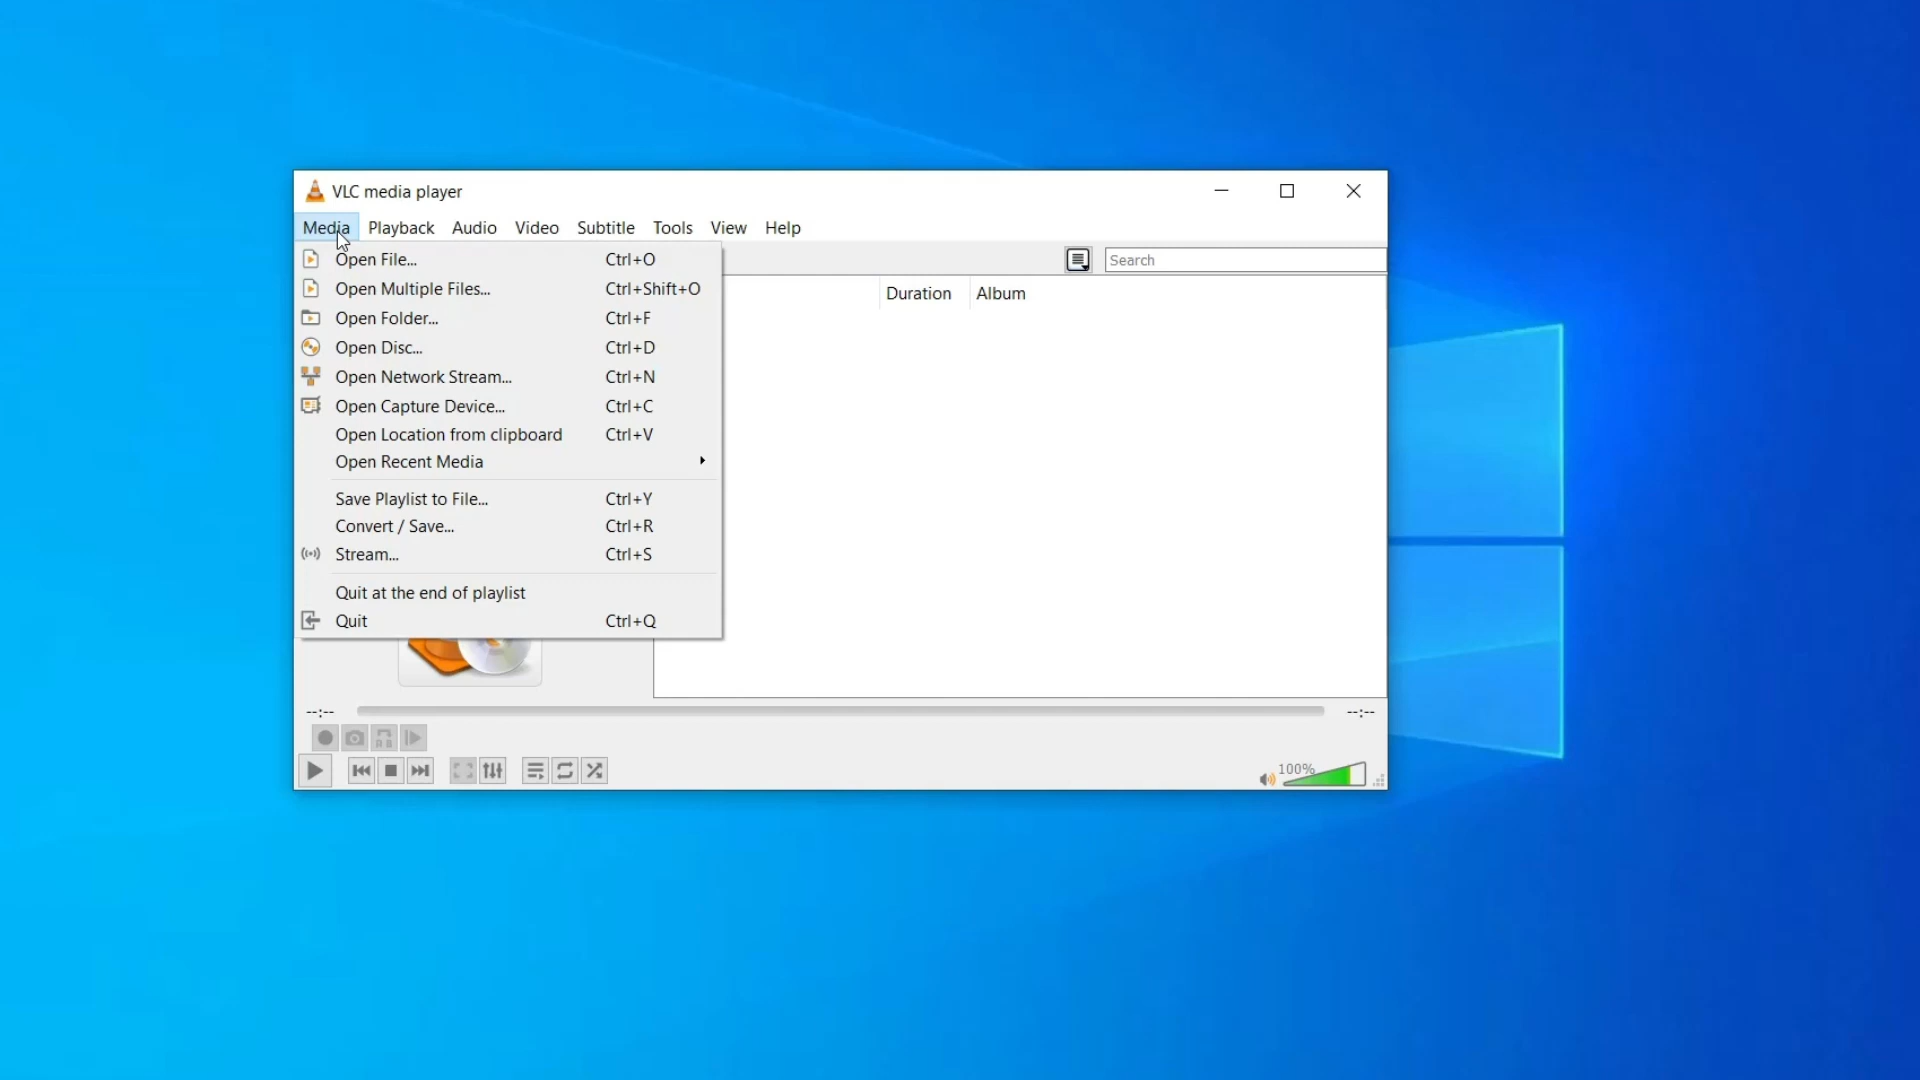 VLC media player
Media Playback Audio Video Subtitle Tools View Help
Open File... Ctrl+O
Search
Open Multiple Files... Ctrl+Shift+O
Duration Album
Open Folder... Ctrl+F
Open Disc... Ctrl+D
Open Network Stream... Ctrl+N
Open Capture Device... Ctrl+C
Open Location from clipboard Ctrl+V
Open Recent Media
Save Playlist to File... Ctrl+Y
Convert / Save... Ctrl+R
Stream... Ctrl+S
Quit at the end of playlist
Quit Ctrl+Q
--:-- --:--
100%